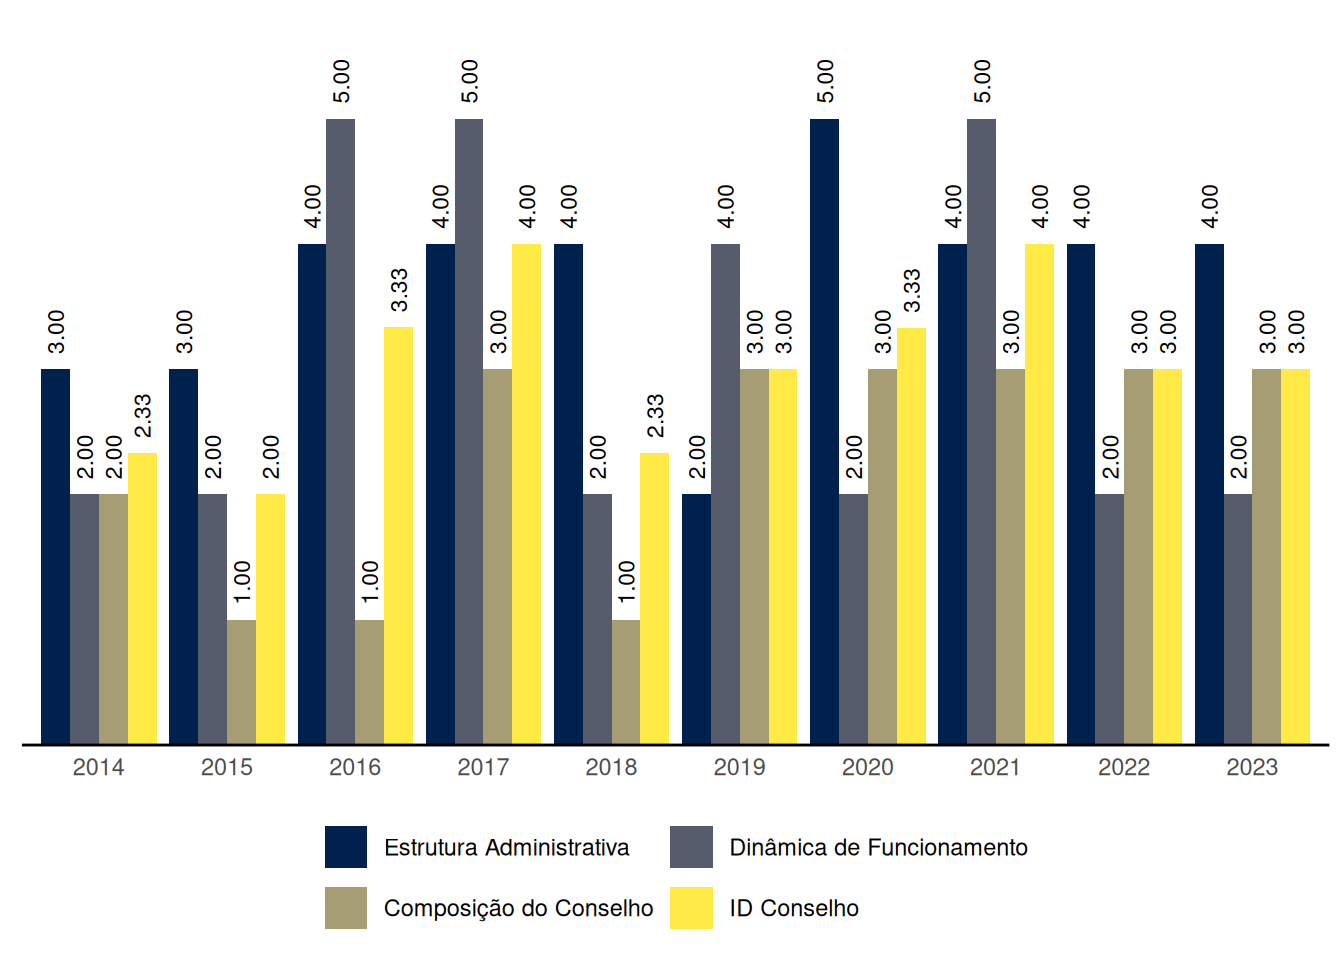 5.00 5.00 5.00 5.00
4.00 4.00 4.00 4.00 4.00 4.00 4.00 4.00 4.00
3.33 3.33
3.00 3.00 3.00 3.00 3.00 3.00 3.00 3.00 3.00 3.00 3.00
2.33 2.33
2.00 2.00 2.00 2.00 2.00 2.00 2.00 2.00 2.00
1.00 1.00 1.00
2014 2015 2016 2017 2018 2019 2020 2021 2022 2023
Estrutura Administrativa Dinâmica de Funcionamento
Composição do Conselho ID Conselho